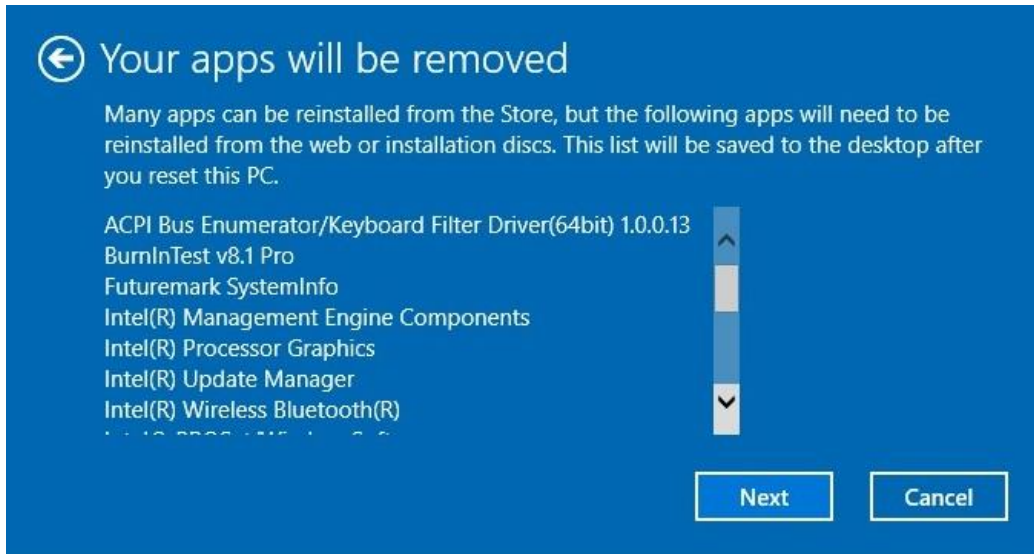 Your apps will be removed
Many apps can be reinstalled from the Store, but the following apps will need to be
reinstalled from the web or installation discs. This list will be saved to the desktop after
you reset this PC.
ACPI Bus Enumerator/Keyboard Filter Driver(64bit) 1.0.0.13
BurnInTest v8.1 Pro
Futuremark SystemInfo
Intel(R) Management Engine Components
Intel(R) Processor Graphics
Intel(R) Update Manager
Intel(R) Wireless Bluetooth(R)
Next Cancel